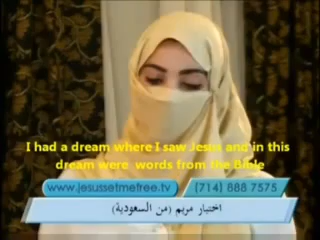 I had a dream where I saw Jesus and in this
dream were words from the Bible
www.jesussetmefree.tv
(714) 888 7575
اختبار مريم (من السعودية)